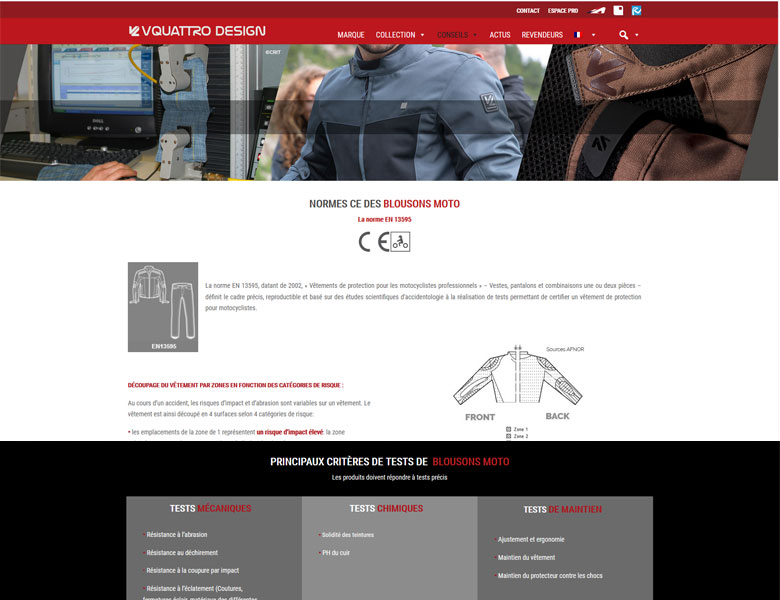 CONTACT ESPACE PRO
VQUATTRO DESIGN
MARQUE COLLECTION CONSEILS ACTUS REVENDEURS
ecrit
DELL
NORMES CE DES BLOUSONS MOTO
La norme EN 13595
CE
La norme EN 13595, datant de 2002, « Vêtements de protection pour les motocyclistes professionnels » – Vestes, pantalons et combinaisons une ou deux pièces –
définit le cadre précis, reproductible et basé sur des études scientifiques d'accidentologie à la réalisation de tests permettant de certifier un vêtement de protection
pour motocyclistes.
EN13595
Sources AFNOR
DÉCOUPAGE DU VÊTEMENT PAR ZONES EN FONCTION DES CATÉGORIES DE RISQUE :
Au cours d'un accident, les risques d'impact et d'abrasion sont variables sur un vêtement. Le
vêtement est ainsi découpé en 4 surfaces selon 4 catégories de risque:
• les emplacements de la zone de 1 représentent un risque d'impact élevé: la zone
FRONT BACK
Zone 1
Zone 2
PRINCIPAUX CRITÈRES DE TESTS DE BLOUSONS MOTO
Les produits doivent répondre à tests précis
TESTS MÉCANIQUES
• Résistance à l'abrasion
• Résistance au déchirement
• Résistance à la coupure par impact
• Résistance à l'éclatement (Coutures,
fermetures éclair, matérique des différentes
TESTS CHIMIQUES
• Solidité des teintures
• PH du cuir
TESTS DE MAINTIEN
• Ajustement et ergonomie
• Maintien du vêtement
• Maintien du protecteur contre les chocs